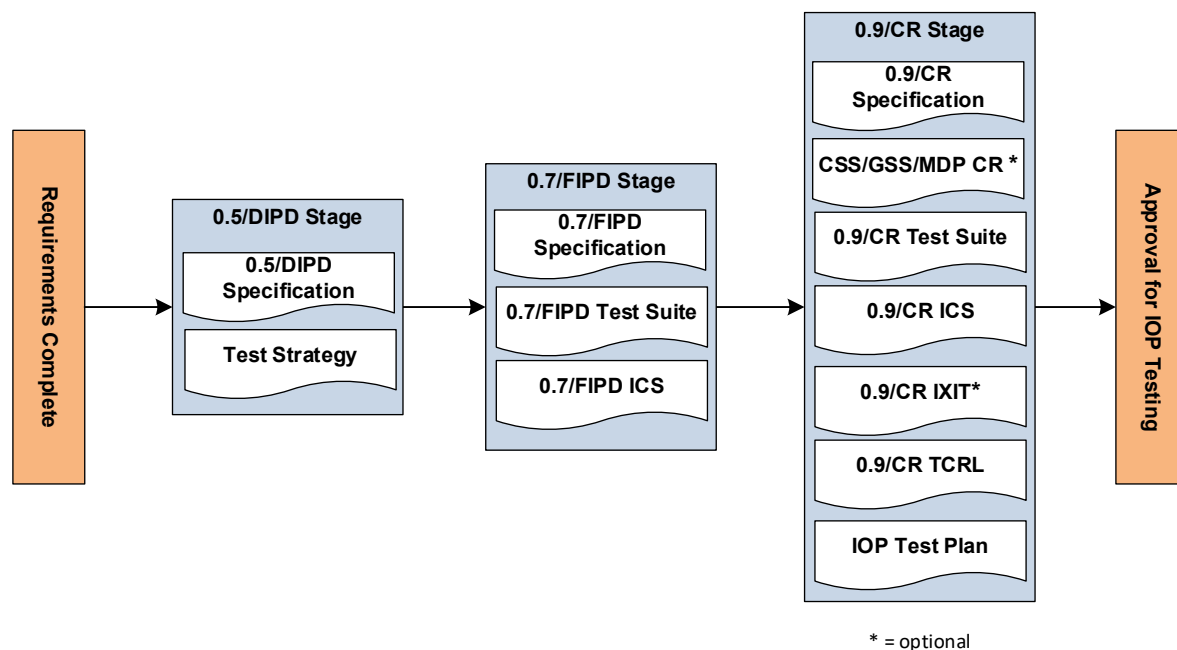 Requirements Complete
0.5/DIPD Stage
0.5/DIPD
Specification
Test Strategy
0.7/FIPD Stage
0.7/FIPD
Specification
0.7/FIPD Test Suite
0.7/FIPD ICS
0.9/CR Stage
0.9/CR
Specification
CSS/GSS/MDP CR *
0.9/CR Test Suite
0.9/CR ICS
0.9/CR IXIT*
0.9/CR TCRL
IOP Test Plan
Approval for IOP Testing
* = optional